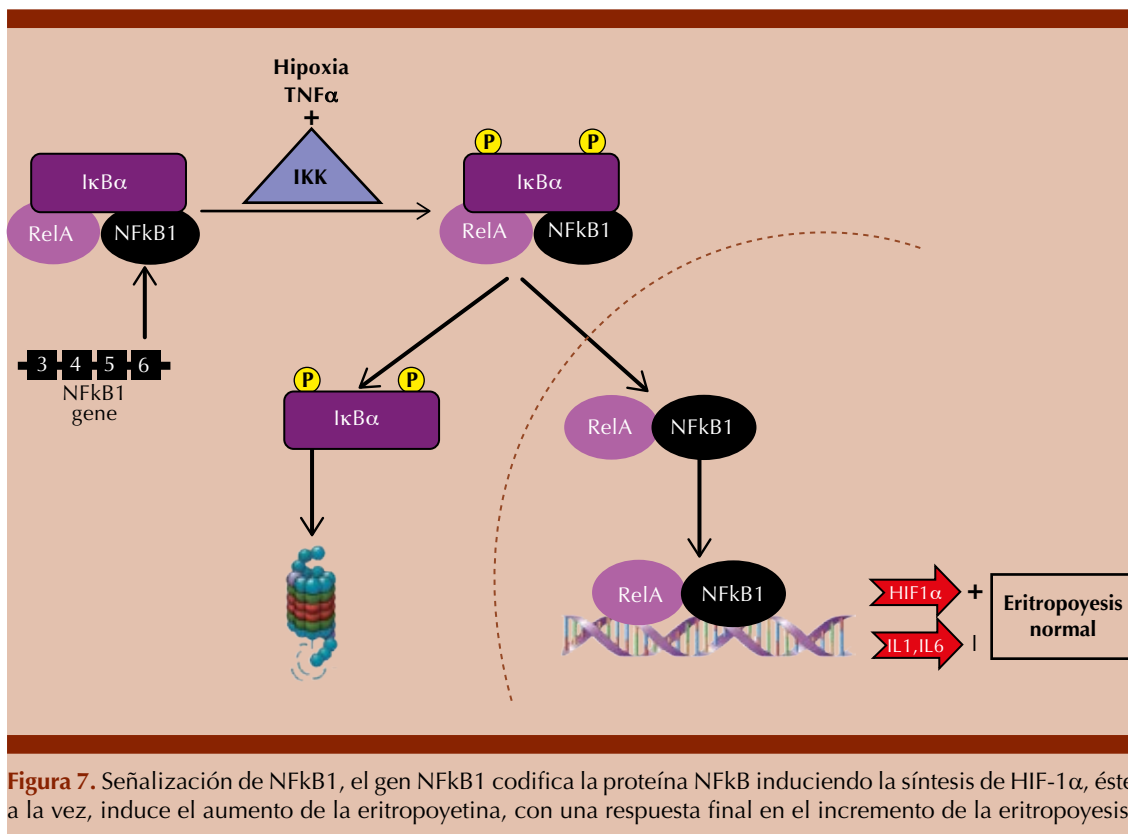 Hipoxia
TNFα
+
IKK
IκBα
RelA
NFkB1
P
P
IκBα
RelA
NFkB1
3 4 5 6
NFkB1
gene
P
P
IκBα
RelA
NFkB1
RelA
NFkB1
HIF1α +
IL1,IL6 I
Eritropoyesis
normal
Figura 7. Señalización de NFkB1, el gen NFkB1 codifica la proteína NFkB induciendo la síntesis de HIF-1α, éste
a la vez, induce el aumento de la eritropoyetina, con una respuesta final en el incremento de la eritropoyesis